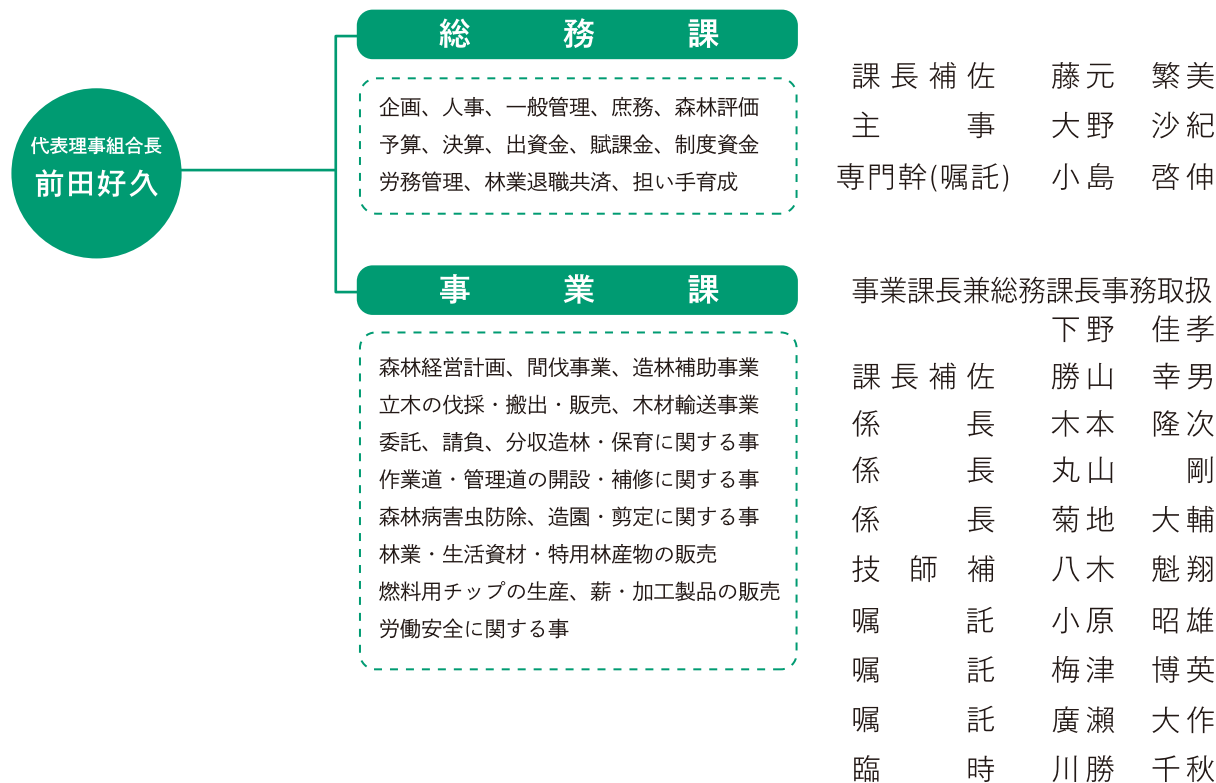 代表理事組合長
前田好久
総務課
企画、人事、一般管理、庶務、森林評価
予算、決算、出資金、賦課金、制度資金
労務管理、林業退職共済、担い手育成
課長補佐 藤元 繁美
主事 大野 沙紀
専門幹(嘱託) 小島 啓伸
事業課
森林経営計画、間伐事業、造林補助事業
立木の伐採・搬出・販売、木材輸送事業
委託、請負、分収造林・保育に関する事
作業道・管理道の開設・補修に関する事
森林病害虫防除、造園・剪定に関する事
林業・生活資材・特用林産物の販売
燃料用チップの生産、薪・加工製品の販売
労働安全に関する事
事業課長兼総務課長事務取扱
下野 佳孝
課長補佐 勝山 幸男
係長 木本 隆次
係長 丸山 剛
係長 菊地 大輔
技師補 八木 魁翔
嘱託 小原 昭雄
嘱託 梅津 博英
嘱託 廣瀬 大作
臨時 川勝 千秋